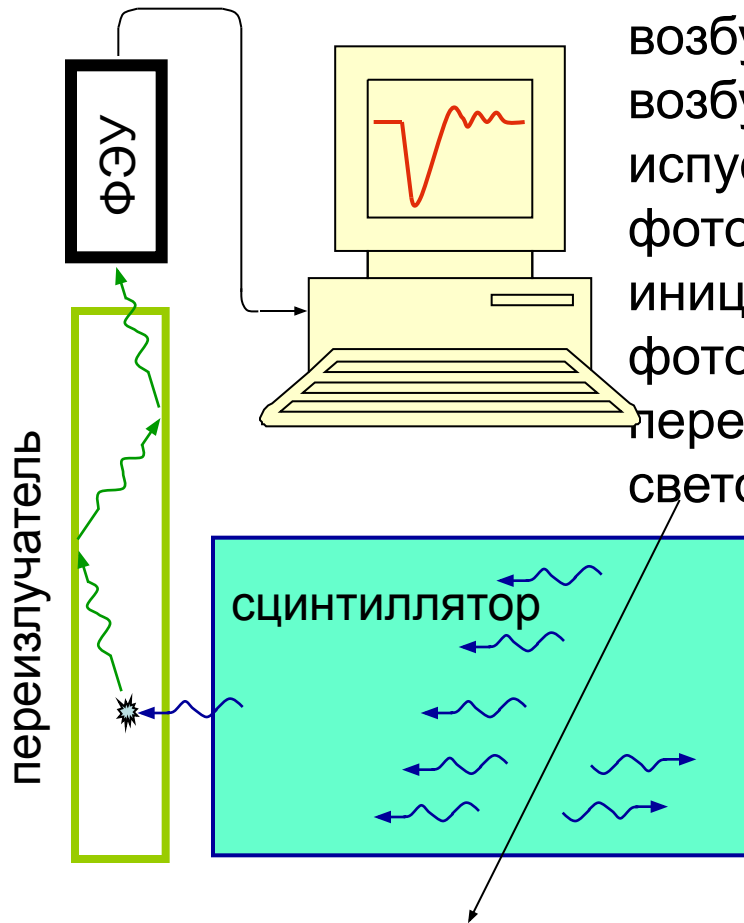 ФЭУ
возбу
возбу
испус
фото
иниц
фото
пере
свето
переизлучатель
сцинтиллятор